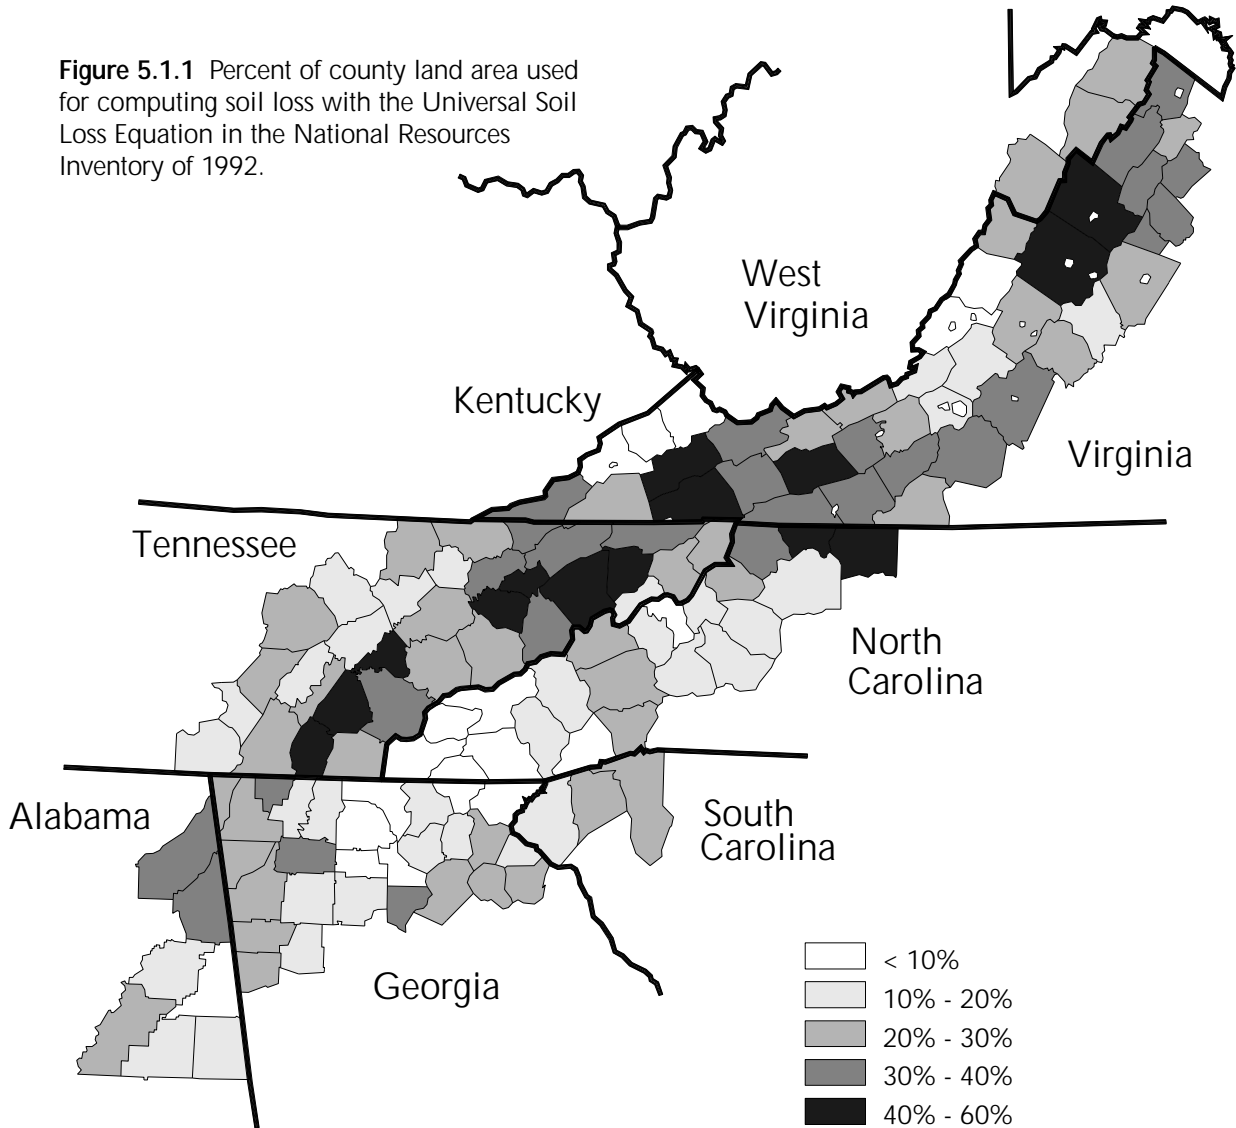 Figure 5.1.1 Percent of county land area used
for computing soil loss with the Universal Soil
Loss Equation in the National Resources
Inventory of 1992.
West
Virginia
Kentucky
Virginia
Tennessee
North
Carolina
Alabama
South
Carolina
Georgia
< 10%
10% - 20%
20% - 30%
30% - 40%
40% - 60%